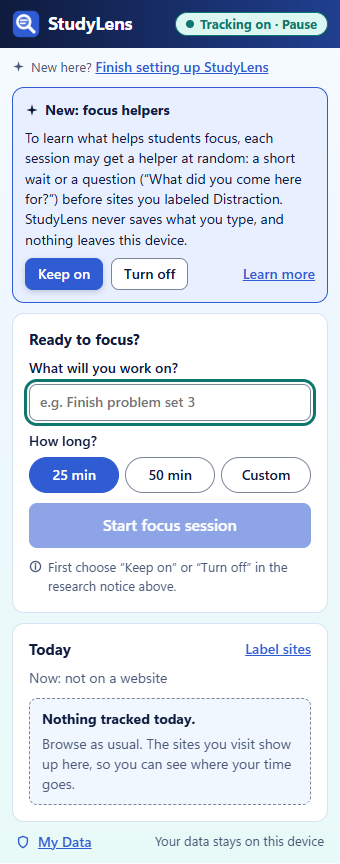 StudyLens
Tracking on · Pause
New here? Finish setting up StudyLens
New: focus helpers
To learn what helps students focus, each
session may get a helper at random: a short
wait or a question (“What did you come here
for?”) before sites you labeled Distraction.
StudyLens never saves what you type, and
nothing leaves this device.
Keep on
Turn off
Learn more
Ready to focus?
What will you work on?
e.g. Finish problem set 3
How long?
25 min
50 min
Custom
Start focus session
First choose “Keep on” or “Turn off” in the
research notice above.
Today
Label sites
Now: not on a website
Nothing tracked today.
Browse as usual. The sites you visit show
up here, so you can see where your time
goes.
My Data
Your data stays on this device